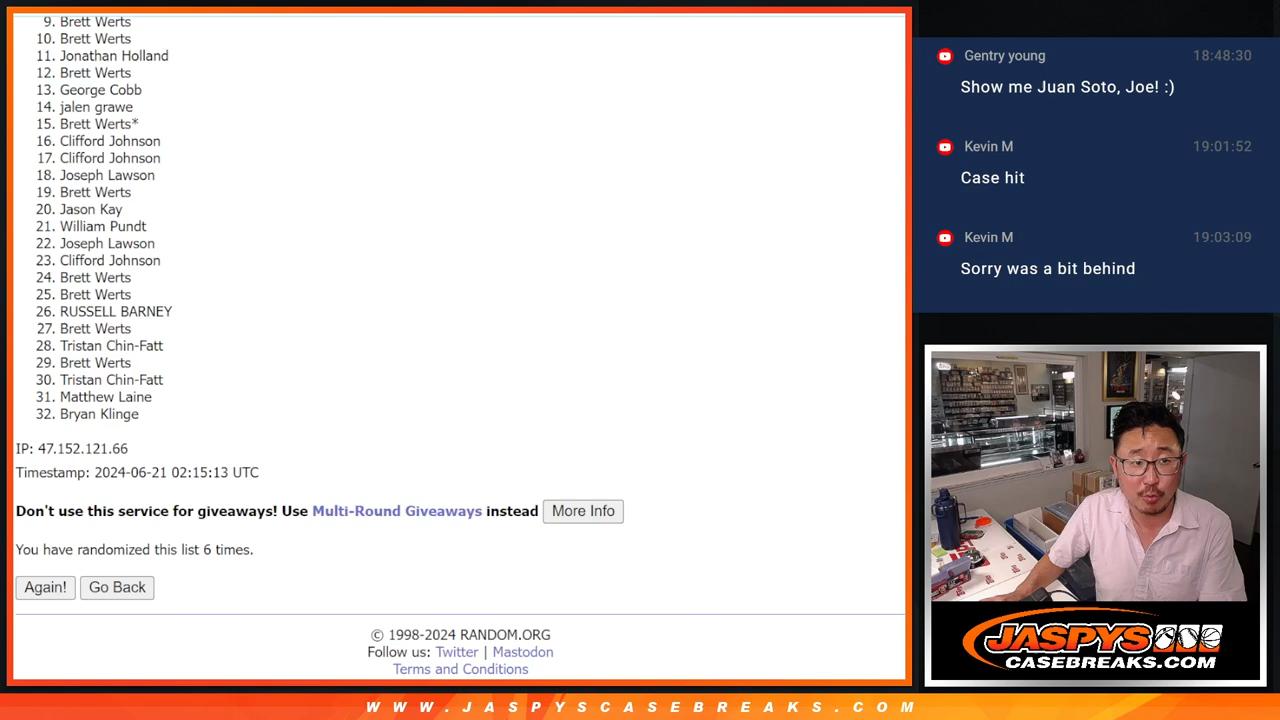 9. Brett Werts
10. Brett Werts
11. Jonathan Holland
12. Brett Werts
13. George Cobb
14. jalen grawe
15. Brett Werts*
16. Clifford Johnson
17. Clifford Johnson
18. Joseph Lawson
19. Brett Werts
20. Jason Kay
21. William Pundt
22. Joseph Lawson
23. Clifford Johnson
24. Brett Werts
25. Brett Werts
26. RUSSELL BARNEY
27. Brett Werts
28. Tristan Chin-Fatt
29. Brett Werts
30. Tristan Chin-Fatt
31. Matthew Laine
32. Bryan Klinge
IP: 47.152.121.66
Timestamp: 2024-06-21 02:15:13 UTC
Don't use this service for giveaways! Use Multi-Round Giveaways instead More Info
You have randomized this list 6 times.
Again! Go Back
© 1998-2024 RANDOM.ORG
Follow us: Twitter | Mastodon
Terms and Conditions
Gentry young 18:48:30
Show me Juan Soto, Joe! :)
Kevin M 19:01:52
Case hit
Kevin M 19:03:09
Sorry was a bit behind
JASPYS
CASEBREAKS.COM
WWW.JASPYSCASEBREAKS.COM